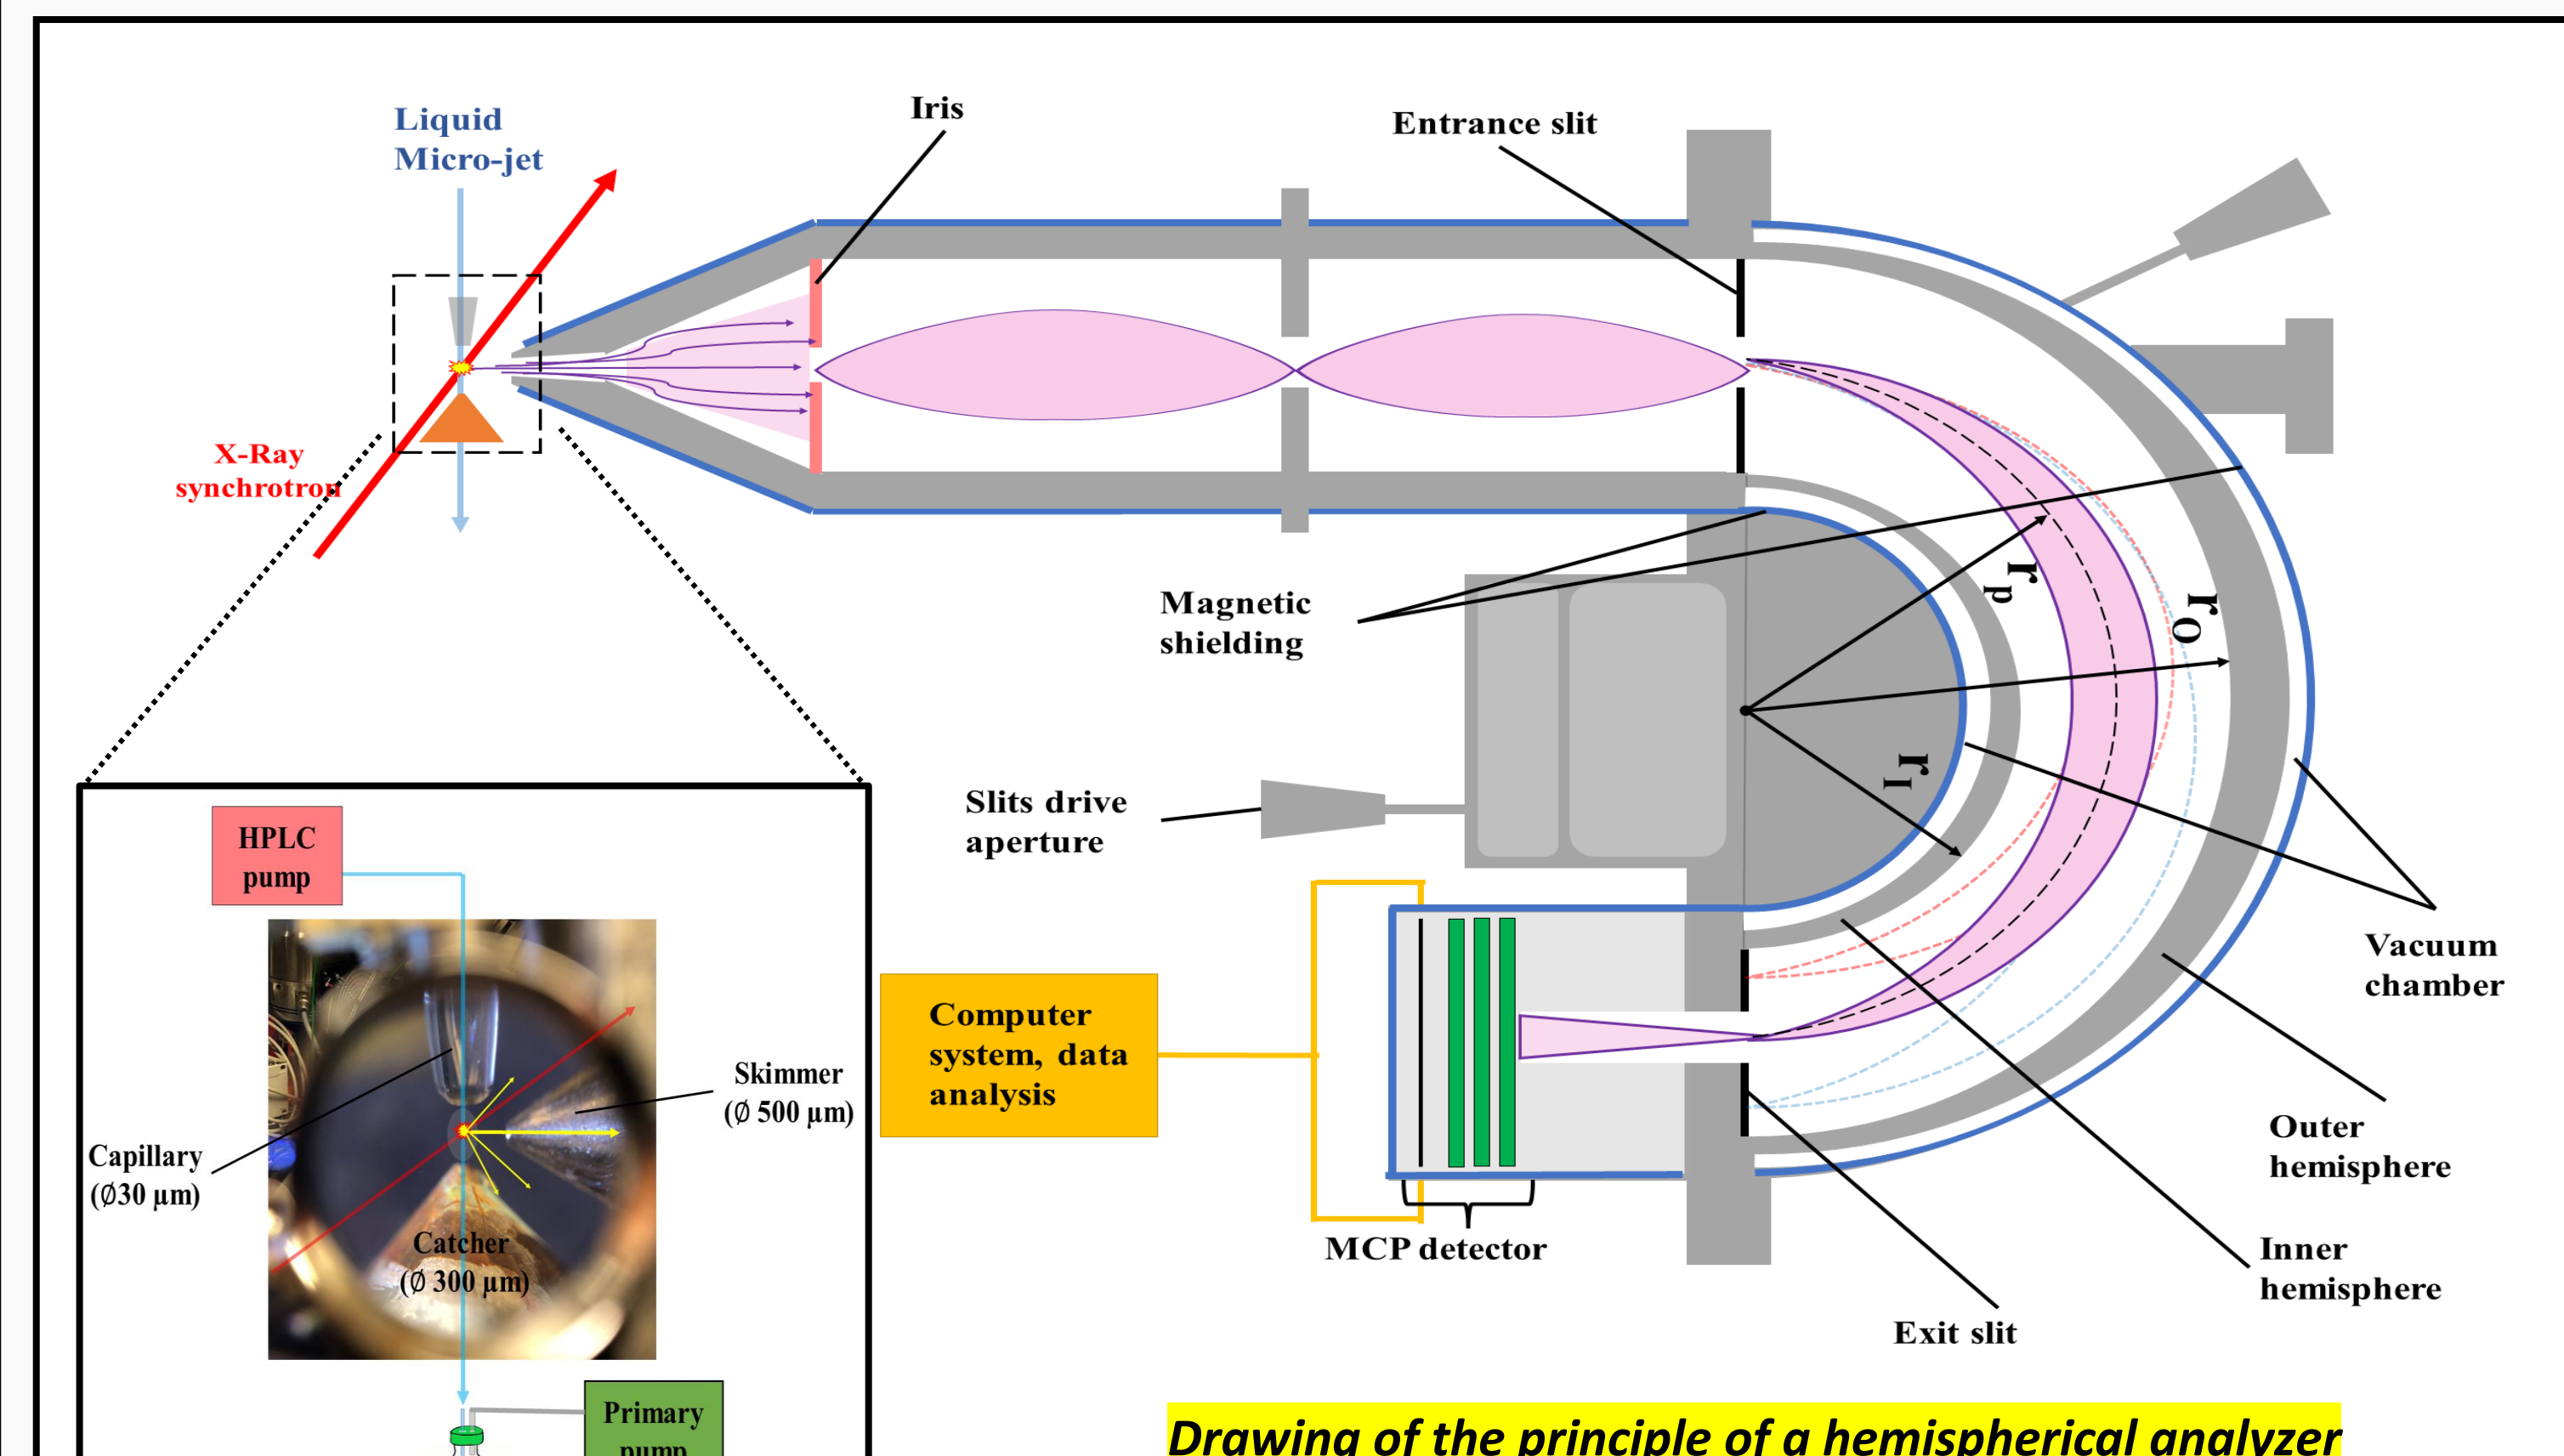 Liquid
Micro-jet
Iris
Entrance slit
X-Ray
synchrotron
Magnetic
shielding
r p
r O
r I
Slits drive
aperture
HPLC
pump
Computer
system, data
analysis
Vacuum
chamber
Skimmer
(∅ 500 µm)
Capillary
(∅30 µm)
Catcher
(∅ 300 µm)
Outer
hemisphere
MCP detector
Inner
hemisphere
Exit slit
Primary
pump
Drawing of the principle of a hemispherical analyzer